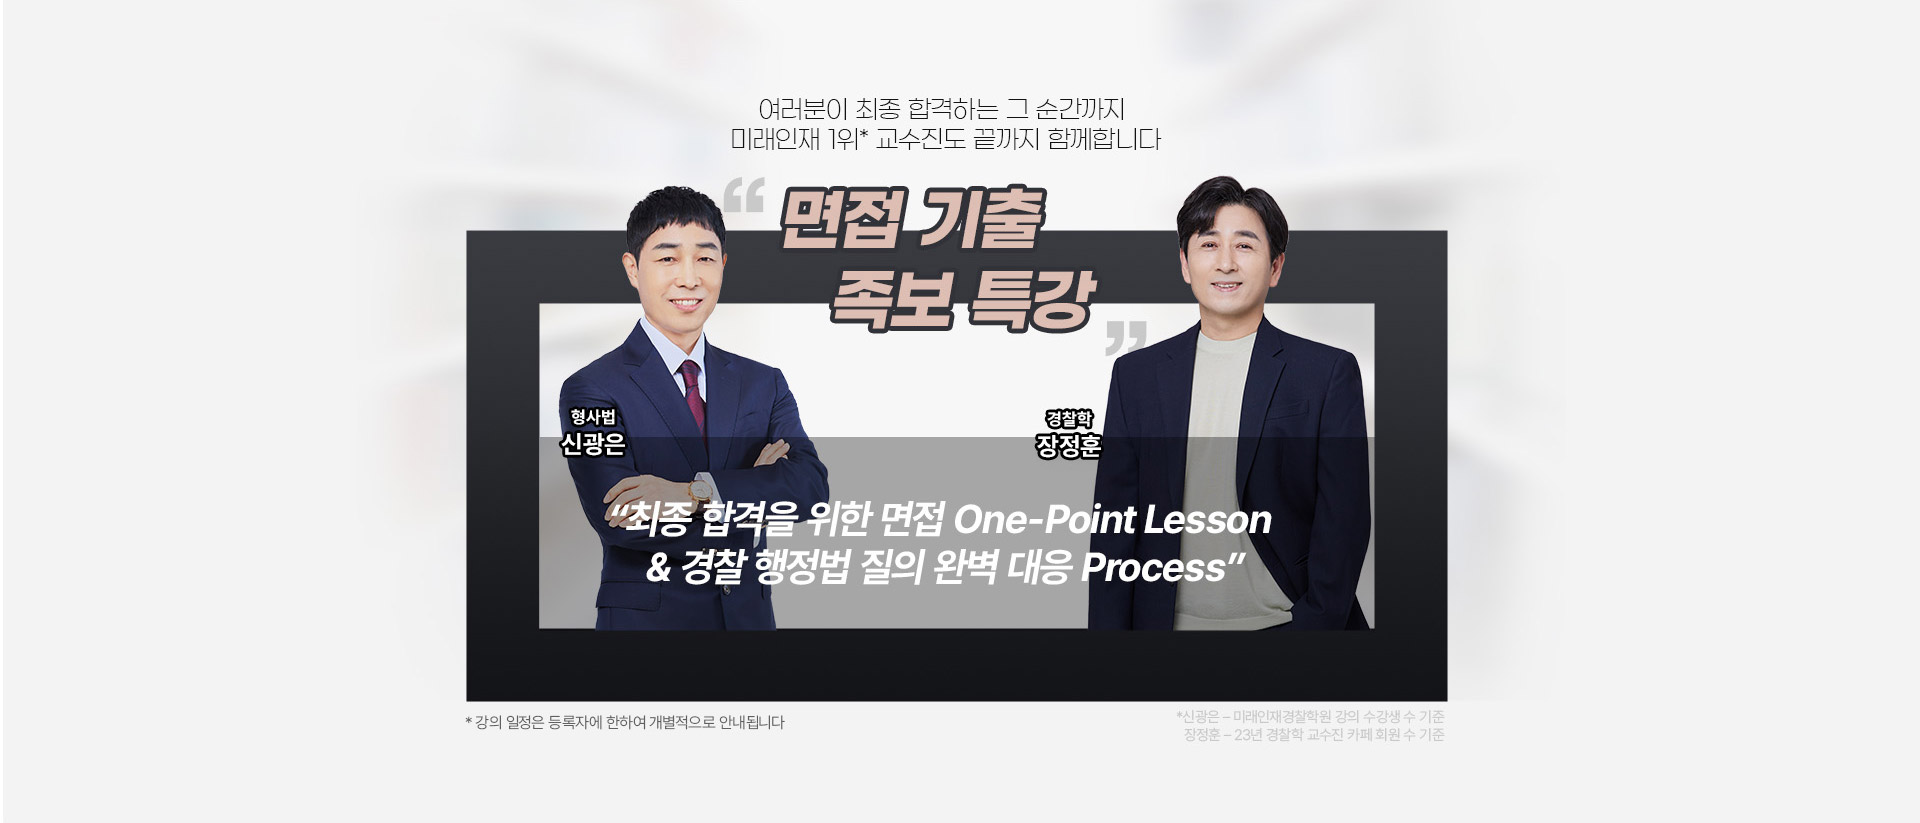 여러분이 최종 합격하는 그 순간까지
미래인재 1위* 교수진도 끝까지 함께합니다
“ 면접 기출
족보 특강 ”
형사법
신광은
경찰학
장정훈
“최종 합격을 위한 면접 One-Point Lesson
& 경찰 행정법 질의 완벽 대응 Process”
* 강의 일정은 등록자에 한하여 개별적으로 안내됩니다
*신광은 – 미래인재경찰학원 강의 수강생 수 기준
장정훈 – 23년 경찰학 교수진 카페 회원 수 기준